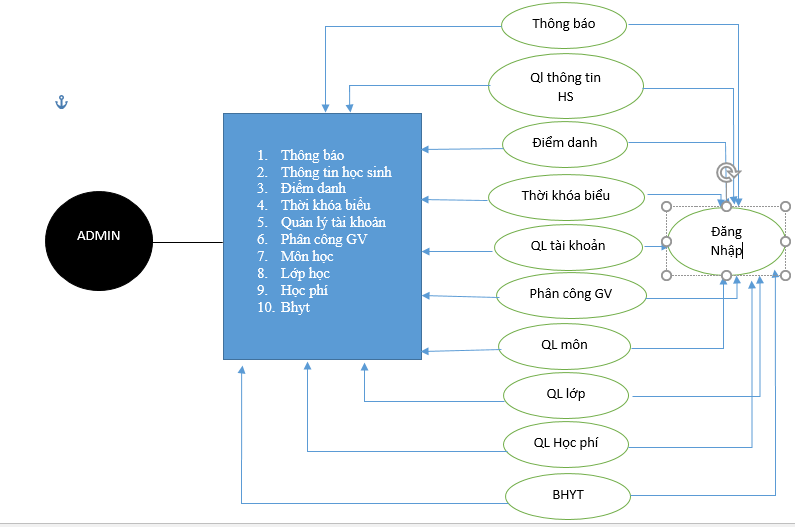 Thông báo
Ql thông tin
HS
Điểm danh
Thời khóa biểu
QL tài khoản
Phân công GV
QL môn
QL lớp
QL Học phí
BHYT
Đăng
Nhập
ADMIN
1. Thông báo
2. Thông tin học sinh
3. Điểm danh
4. Thời khóa biểu
5. Quản lý tài khoản
6. Phân công GV
7. Môn học
8. Lớp học
9. Học phí
10. Bhyt